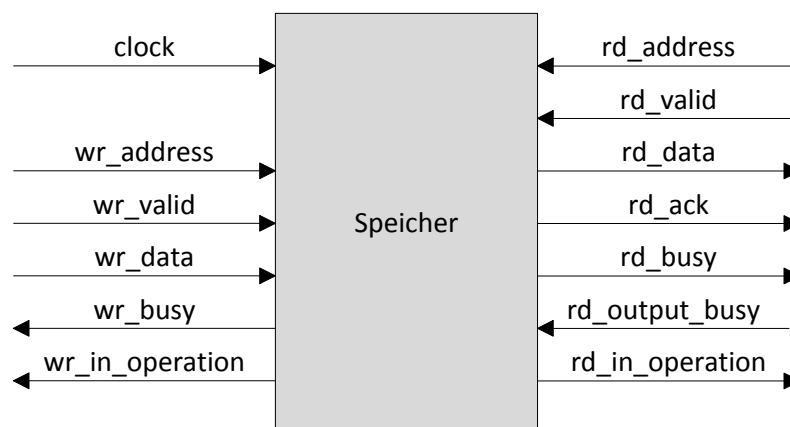 clock
wr_address
wr_valid
wr_data
wr_busy
wr_in_operation
Speicher
rd_address
rd_valid
rd_data
rd_ack
rd_busy
rd_output_busy
rd_in_operation